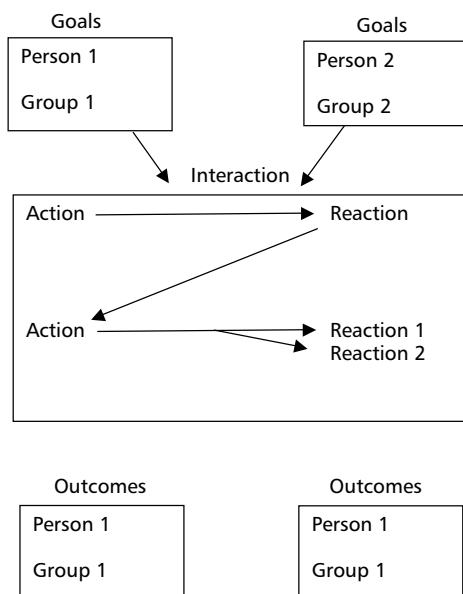 Goals
Person 1
Group 1
Goals
Person 2
Group 2
Interaction
Action
Reaction
Action
Reaction 1
Reaction 2
Outcomes
Person 1
Group 1
Outcomes
Person 1
Group 1